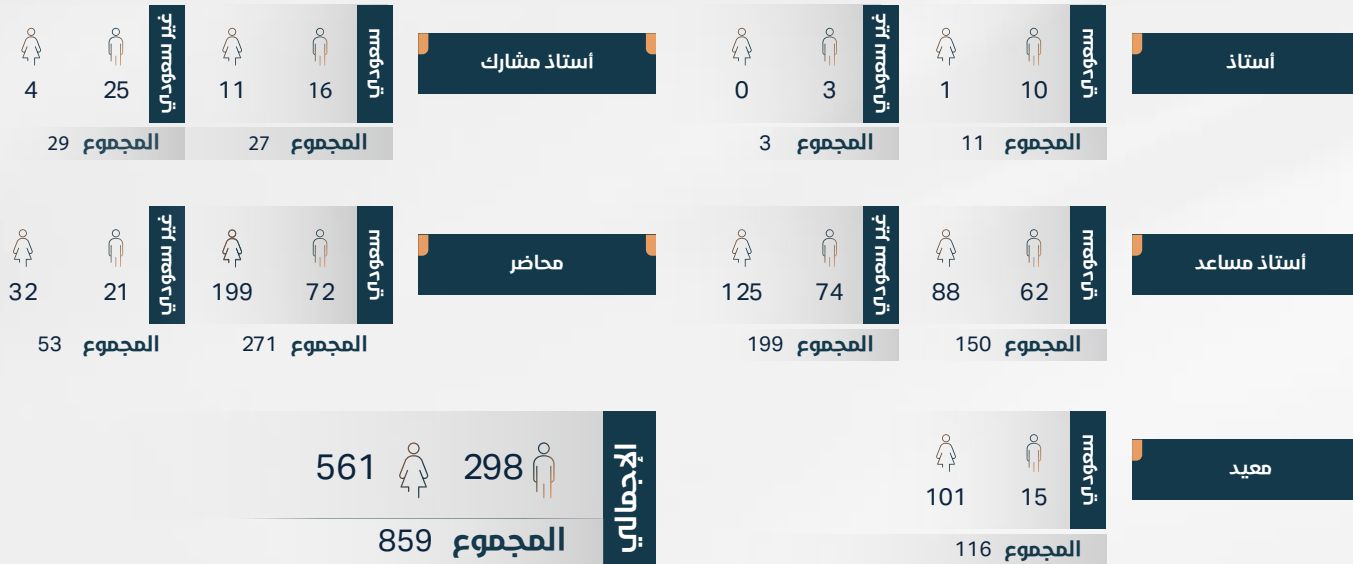 أستاذ
سعودي
10 1
المجموع 11
غير سعودي
3 0
المجموع 3
أستاذ مشارك
سعودي
16 11
المجموع 27
غير سعودي
25 4
المجموع 29
أستاذ مساعد
سعودي
62 88
المجموع 150
غير سعودي
74 125
المجموع 199
محاضر
سعودي
72 199
المجموع 271
غير سعودي
21 32
المجموع 53
معيد
سعودي
15 101
المجموع 116
الإجمالي
298 561
المجموع 859